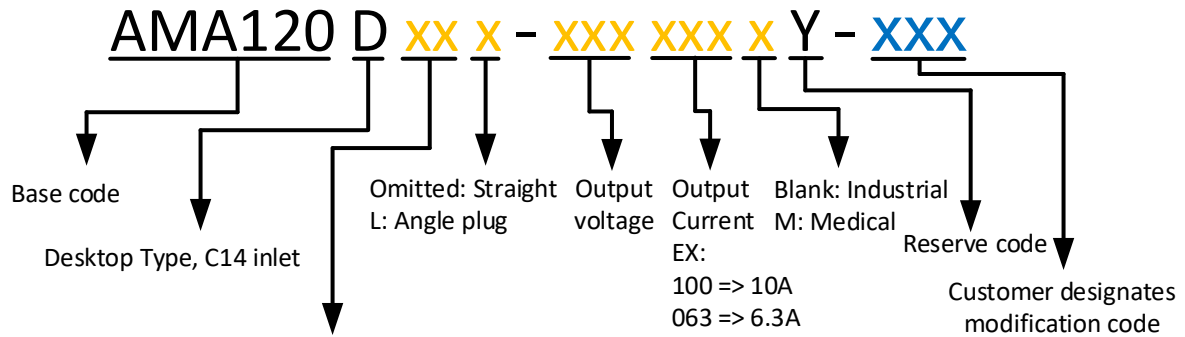 AMA120 D xx x - xxx xxx x Y - xxx
Base code
Desktop Type, C14 inlet
Omitted: Straight
L: Angle plug
Output
voltage
Output
Current
EX:
100 => 10A
063 => 6.3A
Blank: Industrial
M: Medical
Reserve code
Customer designates
modification code